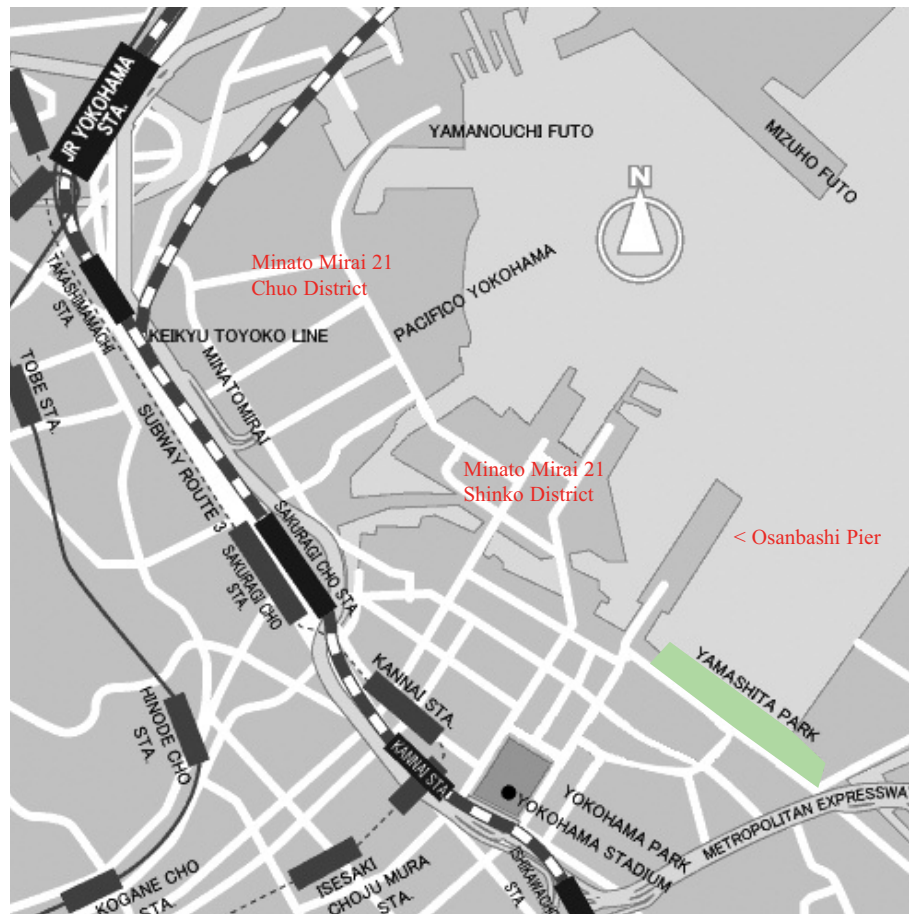 JR YOKOHAMA
STA.
YAMANOUCHI FUTO
MIZUHO FUTO
N
Minato Mirai 21
Chuo District
PACIFICO YOKOHAMA
TAKASHIMAMACHI
STA.
KEIKYU TOYOKO LINE
MINATOMIRAI
TOBE STA.
SUBWAY ROUTE 3
Minato Mirai 21
Shinko District
< Osanbashi Pier
SAKURAGI CHO STA.
SAKURAGI CHO
STA.
YAMASHITA PARK
KANNAI STA.
HINODE CHO
STA.
KANNAI STA.
YOKOHAMA PARK
YOKOHAMA STADIUM
METROPOLITAN EXPRESSWA
ISHIKAWACH
STA.
ISESAKI
CHOJU MURA
STA.
KOGANE CHO
STA.